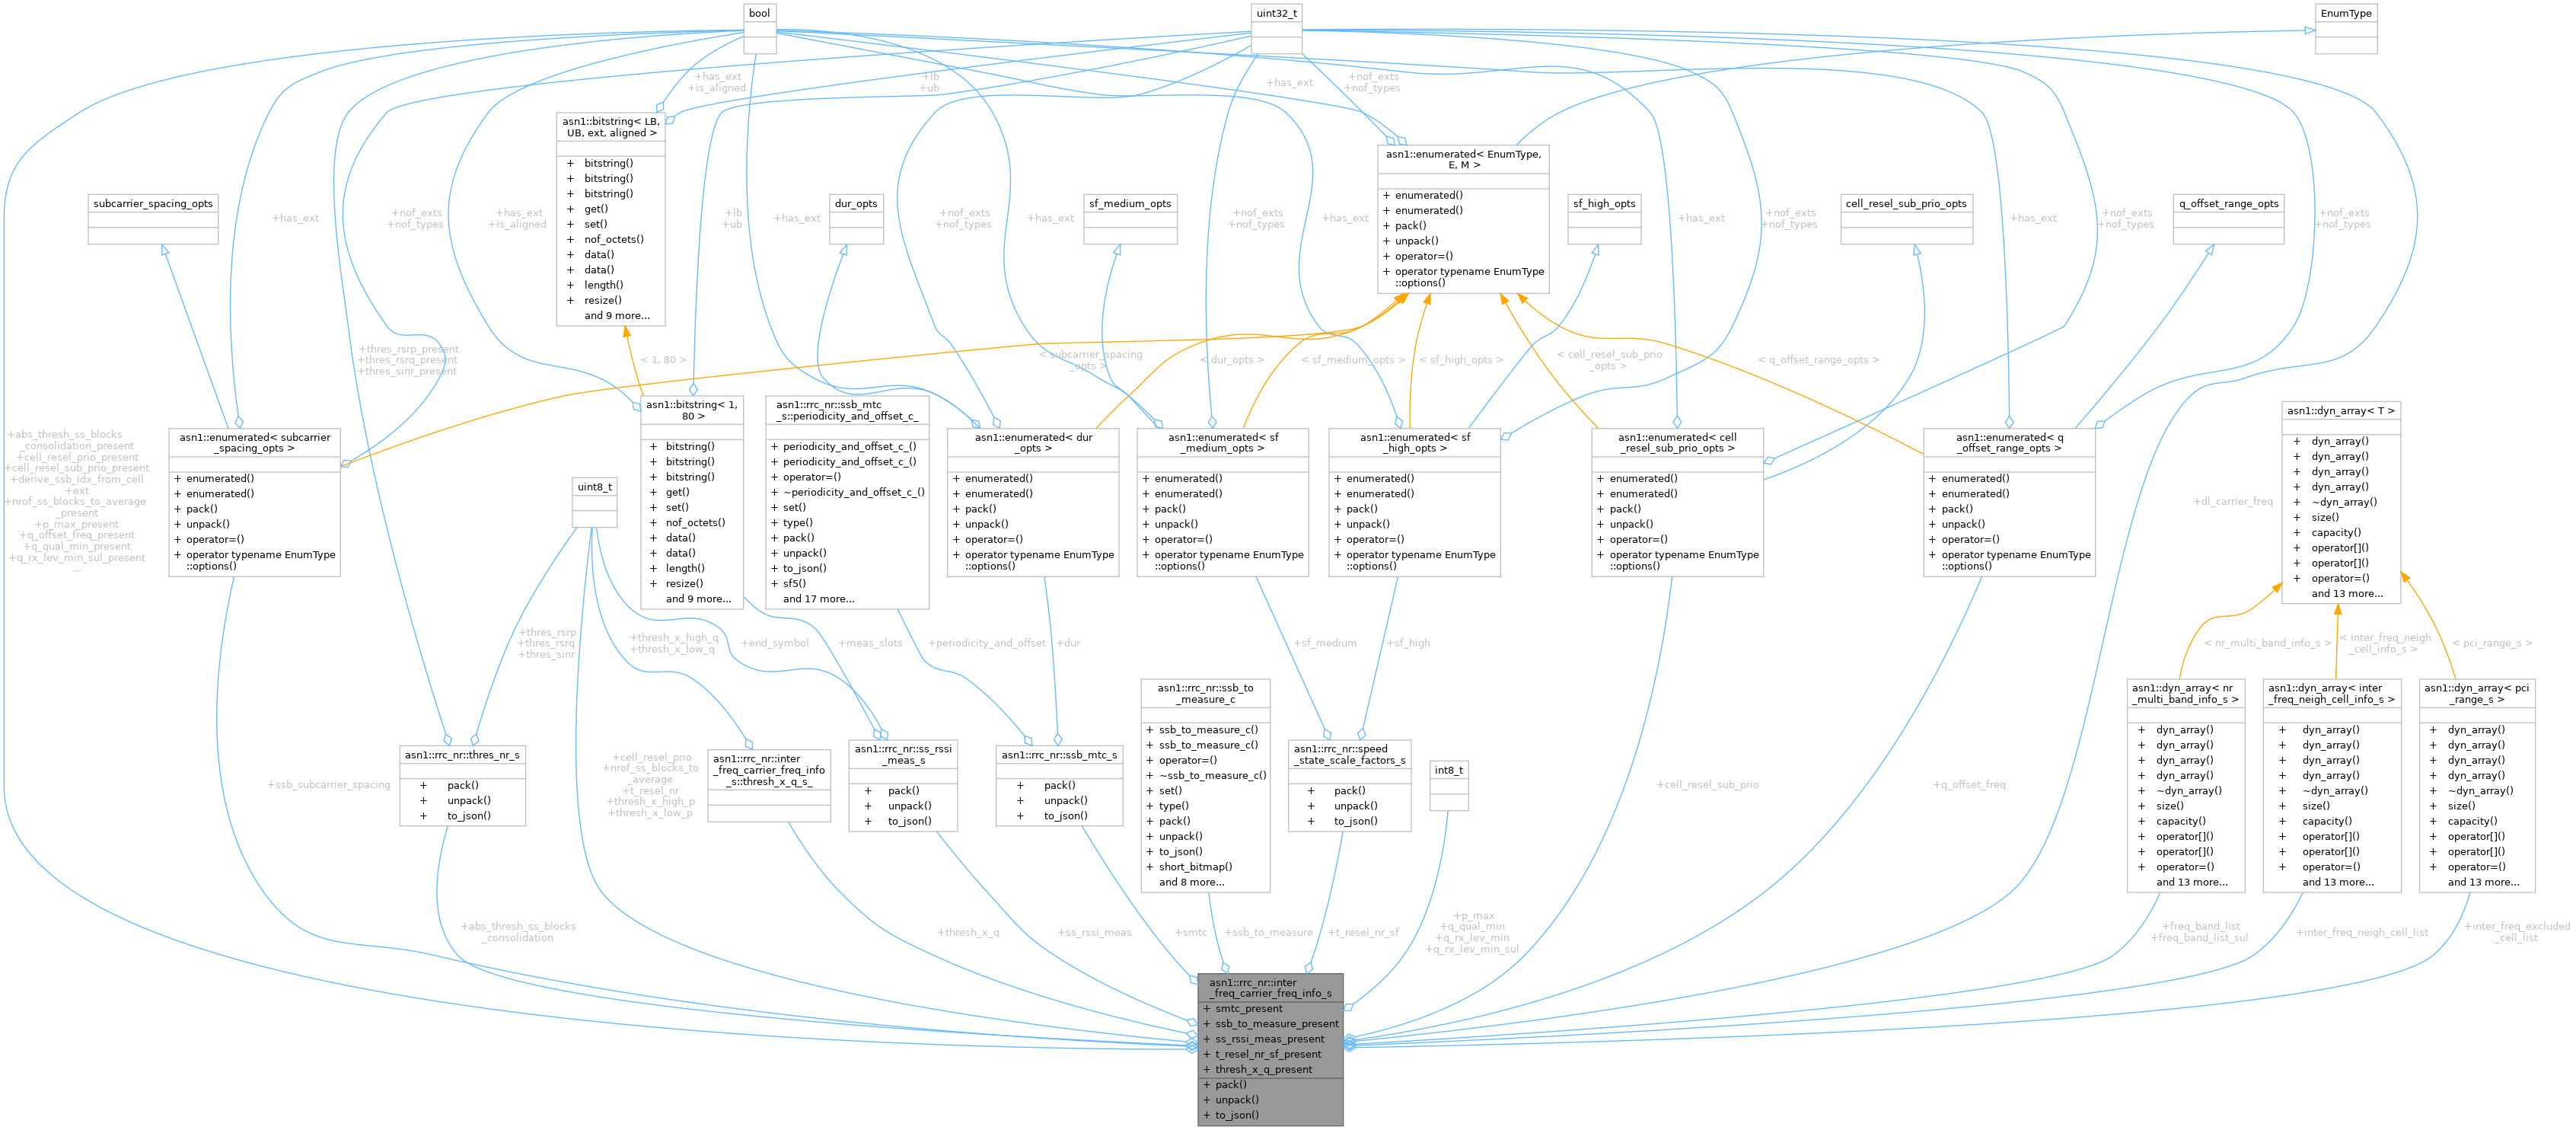 bool
uint32_t
EnumType
+has_ext
+is_aligned
+lb
+ub
+has_ext
+nof_exts
+nof_types
asn1::bitstring< LB,
UB, ext, aligned >
+ bitstring()
+ bitstring()
+ bitstring()
+ get()
+ set()
+ nof_octets()
+ data()
+ data()
+ length()
+ resize()
and 9 more...
asn1::enumerated< EnumType,
E, M >
+ enumerated()
+ enumerated()
+ pack()
+ unpack()
+ operator=()
+ operator typename EnumType
::options()
subcarrier_spacing_opts
dur_opts
sf_medium_opts
sf_high_opts
cell_resel_sub_prio_opts
q_offset_range_opts
+has_ext
+nof_exts
+nof_types
+has_ext
+is_aligned
+lb
+ub
+has_ext
+nof_exts
+nof_types
+has_ext
+nof_exts
+nof_types
+has_ext
+has_ext
+nof_exts
+nof_types
+has_ext
+nof_exts
+nof_types
+nof_exts
+nof_types
+thres_rsrp_present
+thres_rsrq_present
+thres_sinr_present
< 1, 80 >
< subcarrier_spacing
_opts >
< dur_opts >
< sf_medium_opts >
< sf_high_opts >
< cell_resel_sub_prio
_opts >
< q_offset_range_opts >
+abs_thresh_ss_blocks
_consolidation_present
+cell_resel_prio_present
+cell_resel_sub_prio_present
+derive_ssb_idx_from_cell
+ext
+nrof_ss_blocks_to_average
_present
+p_max_present
+q_offset_freq_present
+q_qual_min_present
+q_rx_lev_min_sul_present
...
asn1::enumerated< subcarrier
_spacing_opts >
+ enumerated()
+ enumerated()
+ pack()
+ unpack()
+ operator=()
+ operator typename EnumType
::options()
uint8_t
asn1::bitstring< 1,
80 >
+ bitstring()
+ bitstring()
+ bitstring()
+ get()
+ set()
+ nof_octets()
+ data()
+ data()
+ length()
+ resize()
and 9 more...
asn1::rrc_nr::ssb_mtc
_s::periodicity_and_offset_c_
+ periodicity_and_offset_c_()
+ periodicity_and_offset_c_()
+ operator=()
+ ~periodicity_and_offset_c_()
+ set()
+ type()
+ pack()
+ unpack()
+ to_json()
+ sf5()
and 17 more...
asn1::enumerated< dur
_opts >
+ enumerated()
+ enumerated()
+ pack()
+ unpack()
+ operator=()
+ operator typename EnumType
::options()
asn1::enumerated< sf
_medium_opts >
+ enumerated()
+ enumerated()
+ pack()
+ unpack()
+ operator=()
+ operator typename EnumType
::options()
asn1::enumerated< sf
_high_opts >
+ enumerated()
+ enumerated()
+ pack()
+ unpack()
+ operator=()
+ operator typename EnumType
::options()
asn1::enumerated< cell
_resel_sub_prio_opts >
+ enumerated()
+ enumerated()
+ pack()
+ unpack()
+ operator=()
+ operator typename EnumType
::options()
asn1::enumerated< q
_offset_range_opts >
+ enumerated()
+ enumerated()
+ pack()
+ unpack()
+ operator=()
+ operator typename EnumType
::options()
+dl_carrier_freq
asn1::dyn_array< T >
+ dyn_array()
+ dyn_array()
+ dyn_array()
+ dyn_array()
+ ~dyn_array()
+ size()
+ capacity()
+ operator[]()
+ operator[]()
+ operator=()
and 13 more...
+thres_rsrp
+thres_rsrq
+thres_sinr
+thresh_x_high_q
+thresh_x_low_q
+end_symbol
+meas_slots
+periodicity_and_offset
+dur
+sf_medium
+sf_high
< nr_multi_band_info_s >
< inter_freq_neigh
_cell_info_s >
< pci_range_s >
+ssb_subcarrier_spacing
asn1::rrc_nr::thres_nr_s
+ pack()
+ unpack()
+ to_json()
+cell_resel_prio
+nrof_ss_blocks_to
_average
+t_resel_nr
+thresh_x_high_p
+thresh_x_low_p
asn1::rrc_nr::inter
_freq_carrier_freq_info
_s::thresh_x_q_s_
asn1::rrc_nr::ss_rssi
_meas_s
+ pack()
+ unpack()
+ to_json()
asn1::rrc_nr::ssb_mtc_s
+ pack()
+ unpack()
+ to_json()
asn1::rrc_nr::ssb_to
_measure_c
+ ssb_to_measure_c()
+ ssb_to_measure_c()
+ operator=()
+ ~ssb_to_measure_c()
+ set()
+ type()
+ pack()
+ unpack()
+ to_json()
+ short_bitmap()
and 8 more...
asn1::rrc_nr::speed
_state_scale_factors_s
+ pack()
+ unpack()
+ to_json()
int8_t
+cell_resel_sub_prio
+q_offset_freq
asn1::dyn_array< nr
_multi_band_info_s >
+ dyn_array()
+ dyn_array()
+ dyn_array()
+ dyn_array()
+ ~dyn_array()
+ size()
+ capacity()
+ operator[]()
+ operator[]()
+ operator=()
and 13 more...
asn1::dyn_array< inter
_freq_neigh_cell_info_s >
+ dyn_array()
+ dyn_array()
+ dyn_array()
+ dyn_array()
+ ~dyn_array()
+ size()
+ capacity()
+ operator[]()
+ operator[]()
+ operator=()
and 13 more...
asn1::dyn_array< pci
_range_s >
+ dyn_array()
+ dyn_array()
+ dyn_array()
+ dyn_array()
+ ~dyn_array()
+ size()
+ capacity()
+ operator[]()
+ operator[]()
+ operator=()
and 13 more...
+abs_thresh_ss_blocks
_consolidation
+thresh_x_q
+ss_rssi_meas
+smtc
+ssb_to_measure
+t_resel_nr_sf
+p_max
+q_qual_min
+q_rx_lev_min
+q_rx_lev_min_sul
+freq_band_list
+freq_band_list_sul
+inter_freq_neigh_cell_list
+inter_freq_excluded
_cell_list
asn1::rrc_nr::inter
_freq_carrier_freq_info_s
+ smtc_present
+ ssb_to_measure_present
+ ss_rssi_meas_present
+ t_resel_nr_sf_present
+ thresh_x_q_present
+ pack()
+ unpack()
+ to_json()